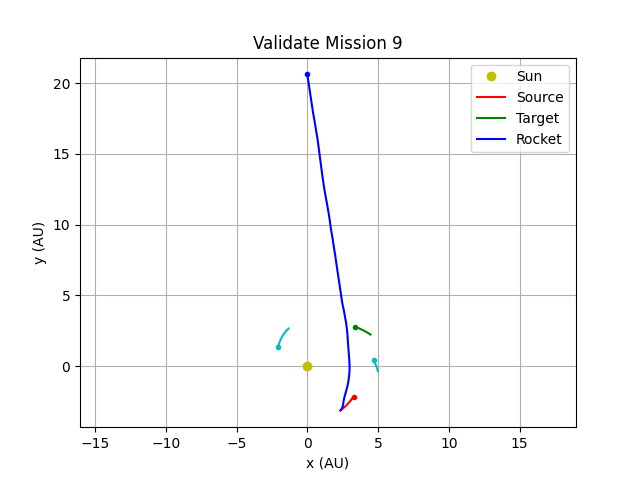 Validate Mission 9
Sun
Source
Target
Rocket
20
15
10
5
0
y (AU)
−15
−10
−5
0
5
10
15
x (AU)